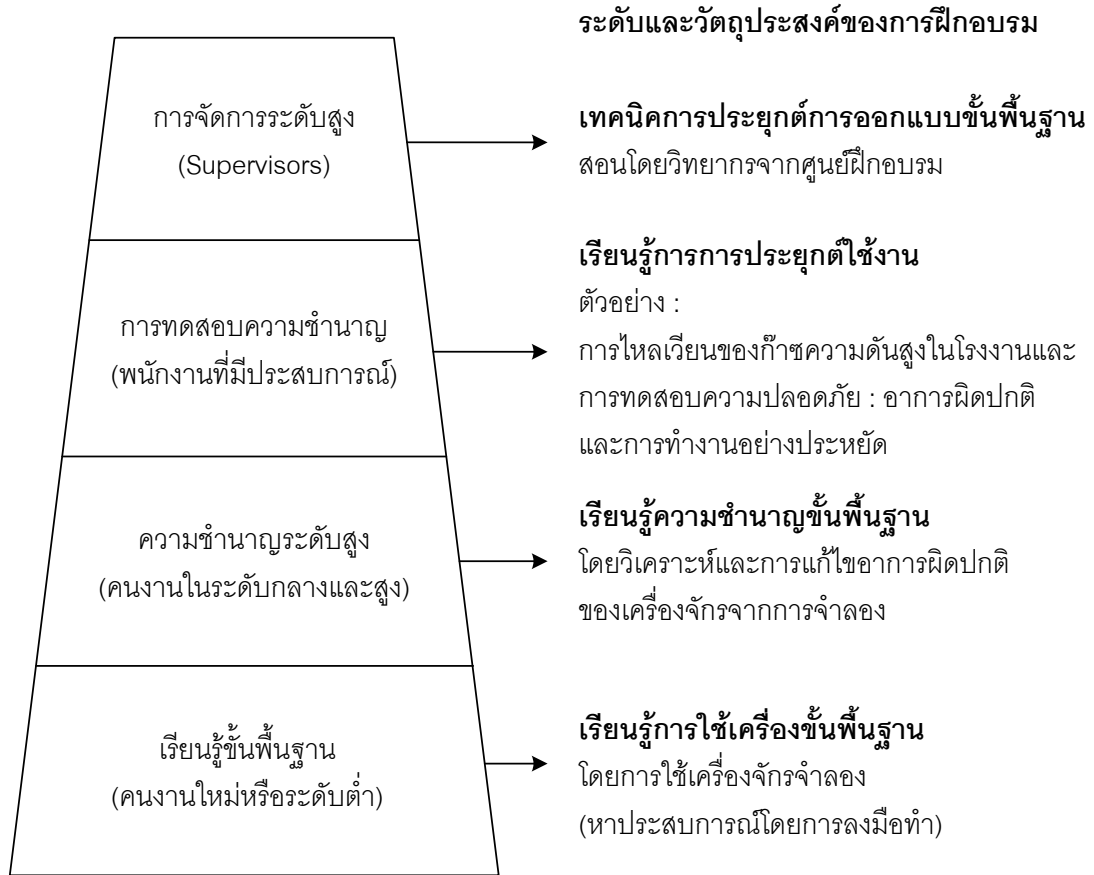 ระดับและวัตถุประสงค์ของการฝึกอบรม
การจัดการระดับสูง
(Supervisors)
เทคนิคการประยุกต์การออกแบบขั้นพื้นฐาน
สอนโดยวิทยากรจากศูนย์ฝึกอบรม
การทดสอบความชำนาญ
(พนักงานที่มีประสบการณ์)
เรียนรู้การการประยุกต์ใช้งาน
ตัวอย่าง :
การไหลเวียนของก๊าซความดันสูงในโรงงานและ
การทดสอบความปลอดภัย : อาการผิดปกติ
และการทำงานอย่างประหยัด
ความชำนาญระดับสูง
(คนงานในระดับกลางและสูง)
เรียนรู้ความชำนาญขั้นพื้นฐาน
โดยวิเคราะห์และการแก้ไขอาการผิดปกติ
ของเครื่องจักรจากการจำลอง
เรียนรู้ขั้นพื้นฐาน
(คนงานใหม่หรือระดับต่ำ)
เรียนรู้การใช้เครื่องขั้นพื้นฐาน
โดยการใช้เครื่องจักรจำลอง
(หาประสบการณ์โดยการลงมือทำ)